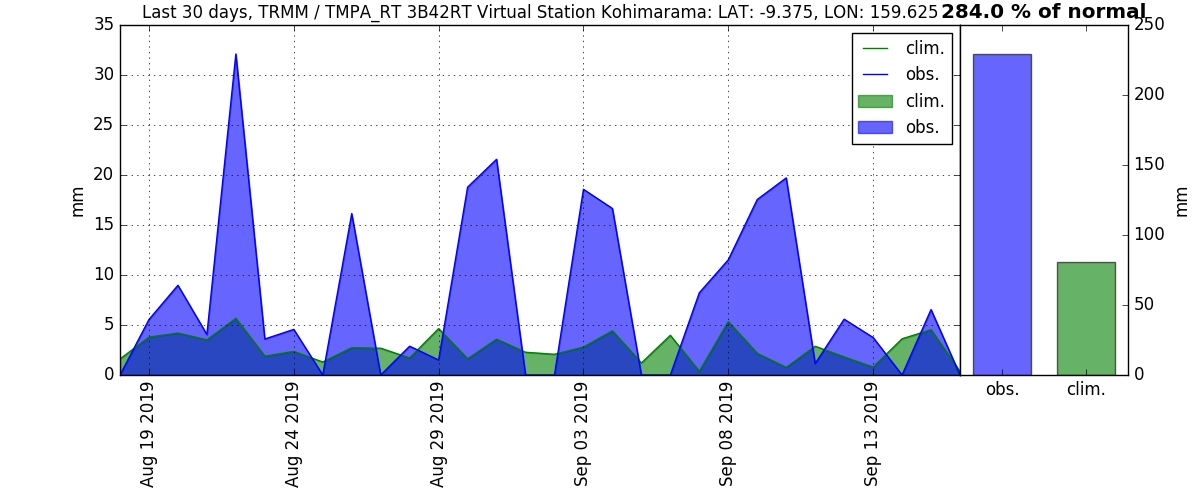 Last 30 days, TRMM / TMPA_RT 3B42RT Virtual Station Kohimarama: LAT: -9.375, LON: 159.625
284.0 % of normal
35
30
25
20
15
10
5
0
mm
clim.
obs.
clim.
obs.
250
200
150
100
50
0
mm
Aug 19 2019
Aug 24 2019
Aug 29 2019
Sep 03 2019
Sep 08 2019
Sep 13 2019
obs.
clim.